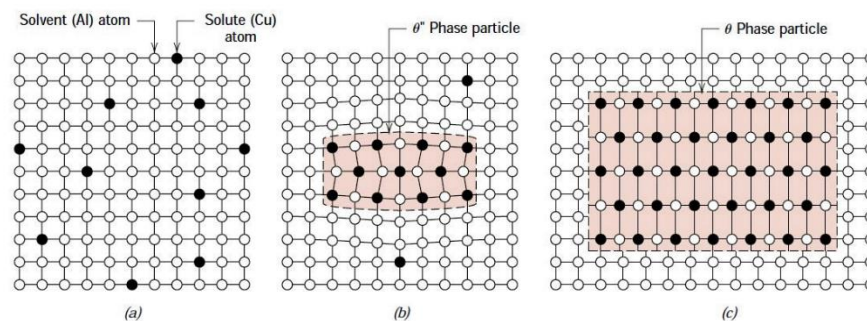 Solvent (Al) atom
Solute (Cu)
atom
θ" Phase particle
θ Phase particle
(a)
(b)
(c)